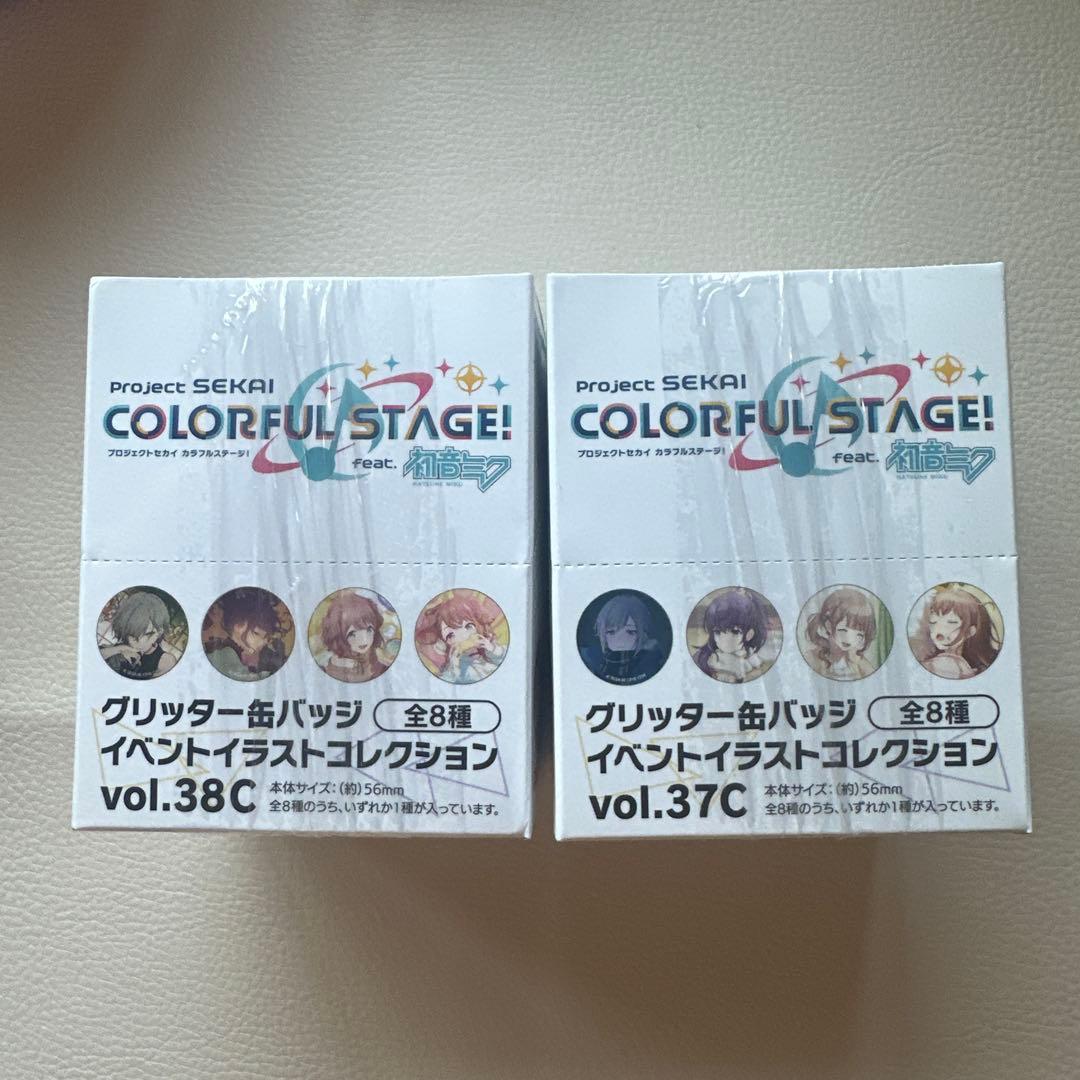 Project SEKAI
COLORFUL STAGE!
プロジェクトセカイ カラフルステージ!
feat. 初音ミク
HATSUNE MIKU
グリッター缶バッジ 全8種
イベントイラストコレクション
vol.38C
本体サイズ:(約)56mm
全8種のうち、いずれか1種が入っています。
Project SEKAI
COLORFUL STAGE!
プロジェクトセカイ カラフルステージ!
feat. 初音ミク
HATSUNE MIKU
グリッター缶バッジ 全8種
イベントイラストコレクション
vol.37C
本体サイズ:(約)56mm
全8種のうち、いずれか1種が入っています。